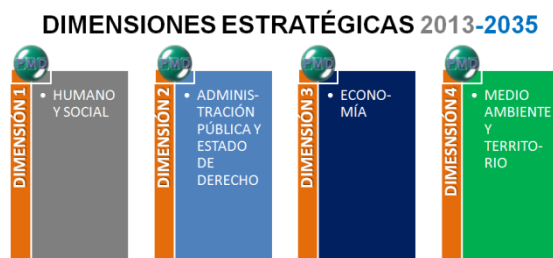 DIMENSIONES ESTRATÉGICAS 2013-2035
PMD
DIMENSIÓN 1
• HUMANO
Y SOCIAL
PMD
DIMENSIÓN 2
• ADMINIS-
TRACIÓN
PÚBLICA Y
ESTADO
DE
DERECHO
PMD
DIMENSIÓN 3
• ECONO-
MÍA
PMD
DIMESNSIÓN 4
• MEDIO
AMBIENTE
Y
TERRITO-
RIO